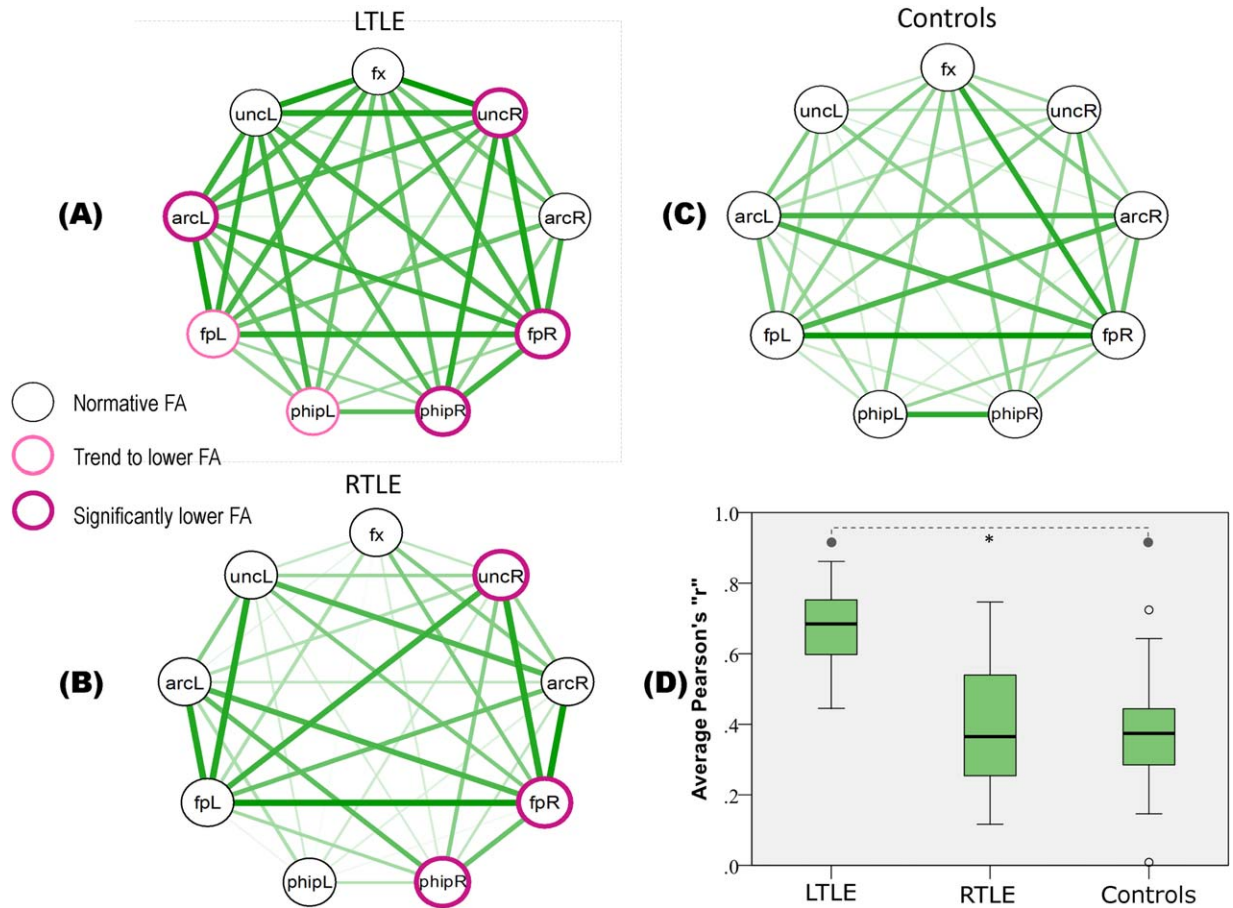 LTLE
fx
uncL
uncR
(A)
arcL
arcR
fpL
fpR
phipL
phipR
Controls
fx
uncL
uncR
(C)
arcL
arcR
fpL
fpR
phipL
phipR
Normative FA
Trend to lower FA
Significantly lower FA
RTLE
fx
uncL
uncR
(B)
arcL
arcR
fpL
fpR
phipL
phipR
(D)
Average Pearson's "r"
1.0
.8
.6
.4
.2
.0
*
LTLE
RTLE
Controls